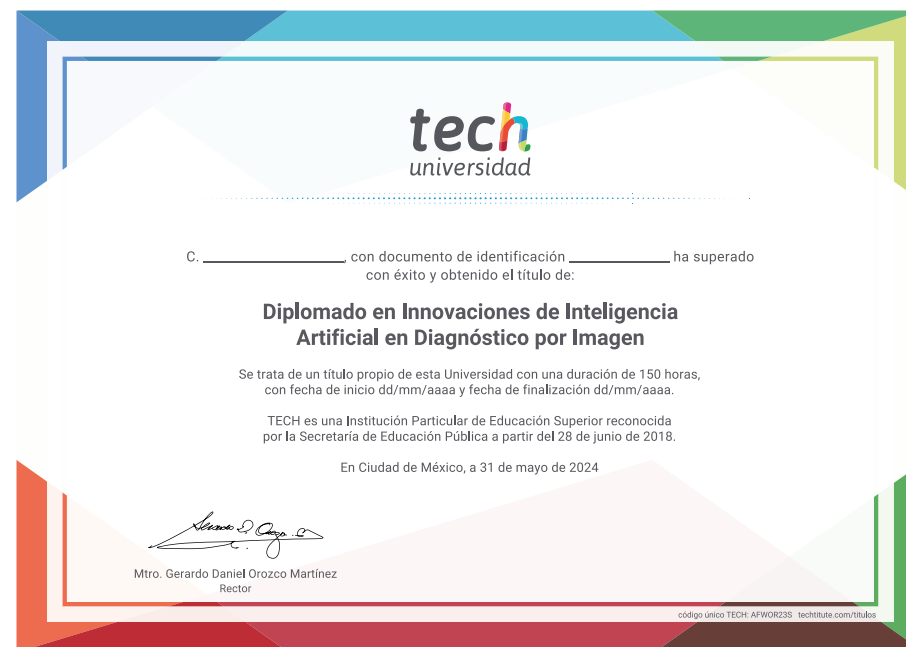 tech
universidad
C. ____________, con documento de identificación ____________ ha superado
con éxito y obtenido el título de:
Diplomado en Innovaciones de Inteligencia
Artificial en Diagnóstico por Imagen
Se trata de un título propio de esta Universidad con una duración de 150 horas,
con fecha de inicio dd/mm/aaaa y fecha de finalización dd/mm/aaaa.
TECH es una Institución Particular de Educación Superior reconocida
por la Secretaría de Educación Pública a partir del 28 de junio de 2018.
En Ciudad de México, a 31 de mayo de 2024
Mtro. Gerardo Daniel Orozco Martínez
Rector
código único TECH: AFWOR23S techtitute.com/titulos